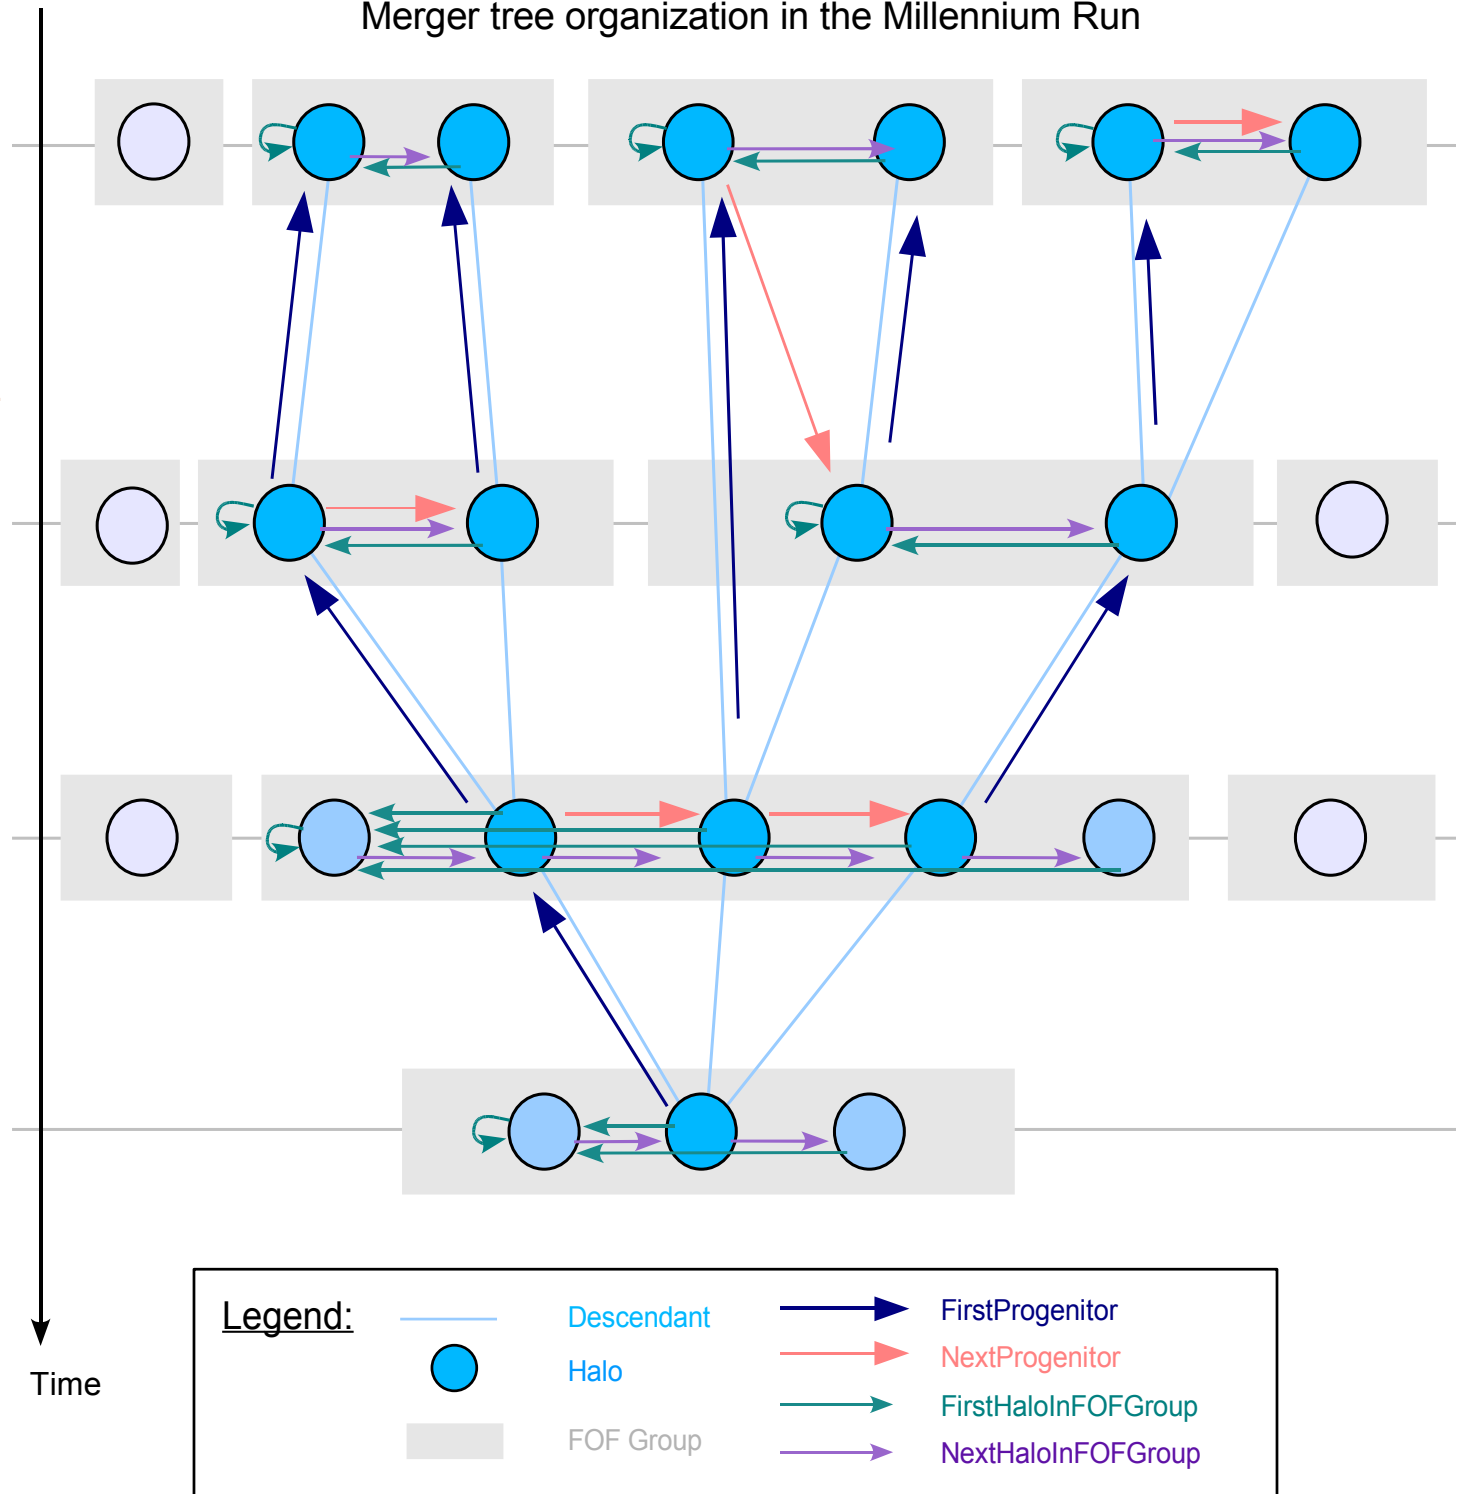 Merger tree organization in the Millennium Run
Legend:
Descendant
Halo
FOF Group
FirstProgenitor
NextProgenitor
FirstHaloInFOFGroup
NextHaloInFOFGroup
Time